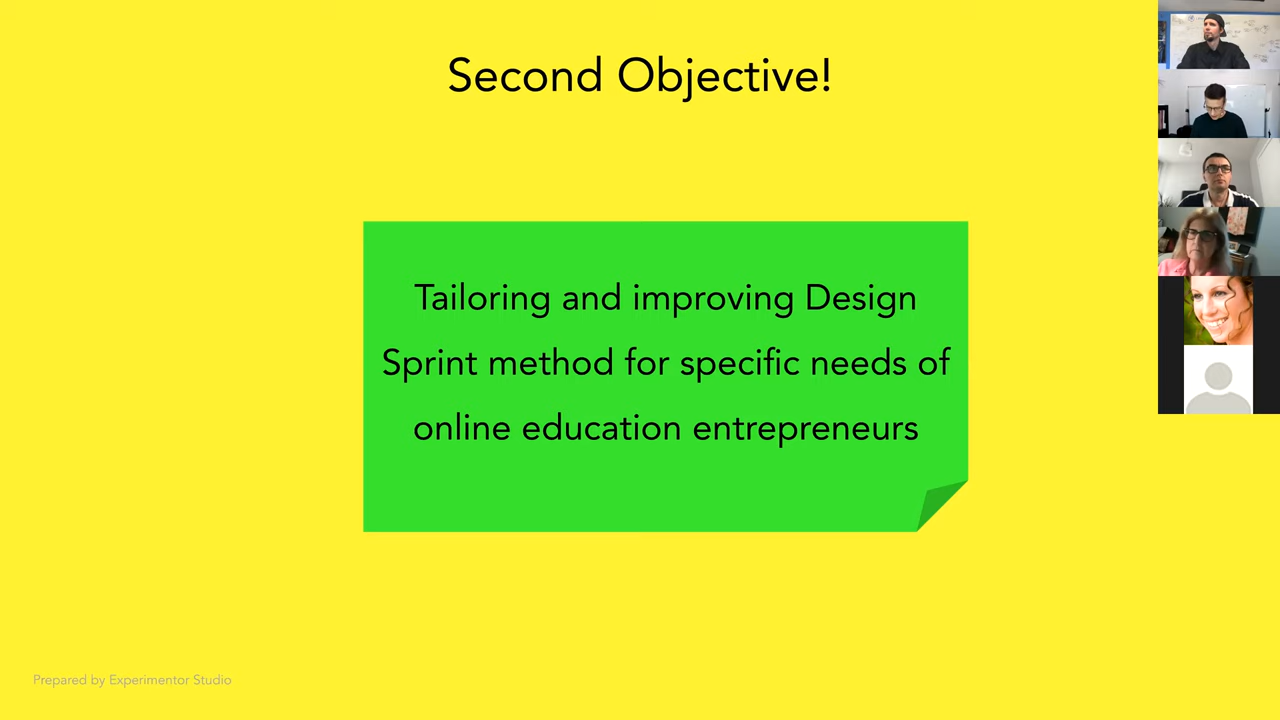 Second Objective!
Tailoring and improving Design
Sprint method for specific needs of
online education entrepreneurs
Prepared by Experimentor Studio